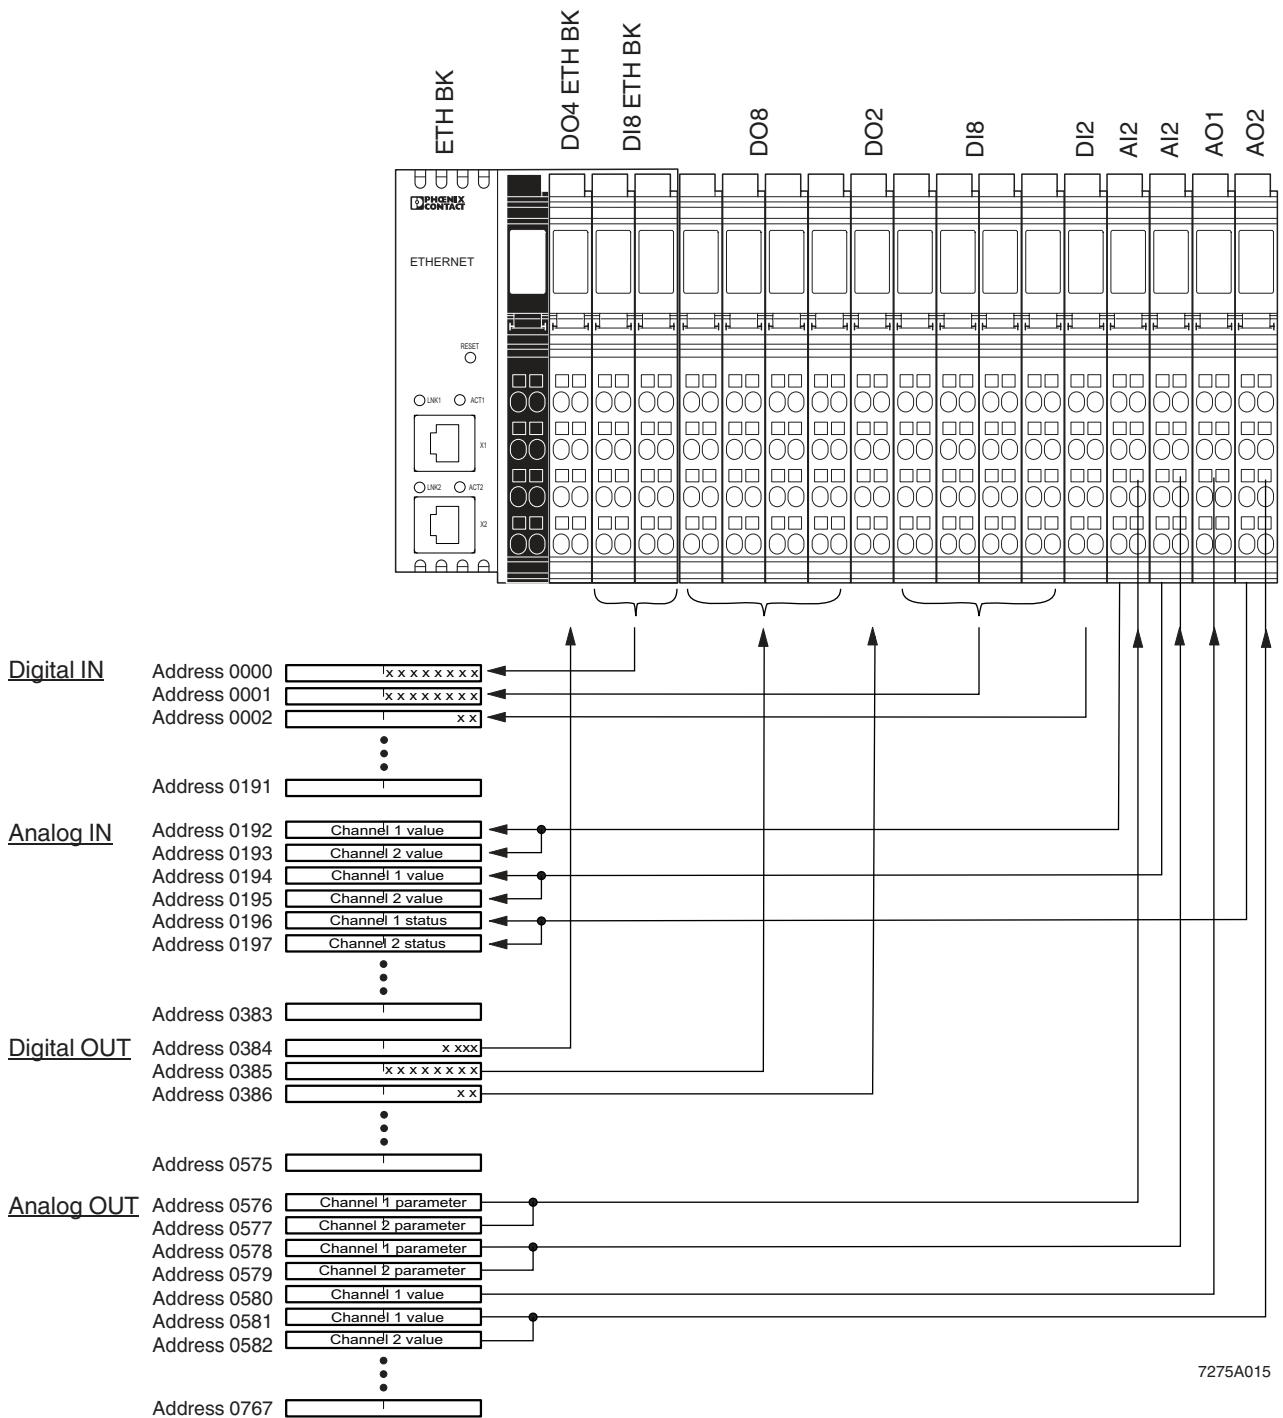 ETH BK
DO4 ETH BK
DI8 ETH BK
DO8
DO2
DI8
DI2
AI2
AI2
AO1
AO2
PHŒNIX
CONTACT
ETHERNET
RESET
LNK1 ACT1
X1
LNK2 ACT2
X2
Digital IN
Address 0000 x x x x x x x x
Address 0001 x x x x x x x x
Address 0002 x x
Address 0191
Analog IN
Address 0192 Channel 1 value
Address 0193 Channel 2 value
Address 0194 Channel 1 value
Address 0195 Channel 2 value
Address 0196 Channel 1 status
Address 0197 Channel 2 status
Address 0383
Digital OUT
Address 0384 x xxx
Address 0385 x x x x x x x x
Address 0386 x x
Address 0575
Analog OUT
Address 0576 Channel 1 parameter
Address 0577 Channel 2 parameter
Address 0578 Channel 1 parameter
Address 0579 Channel 2 parameter
Address 0580 Channel 1 value
Address 0581 Channel 1 value
Address 0582 Channel 2 value
Address 0767
7275A015